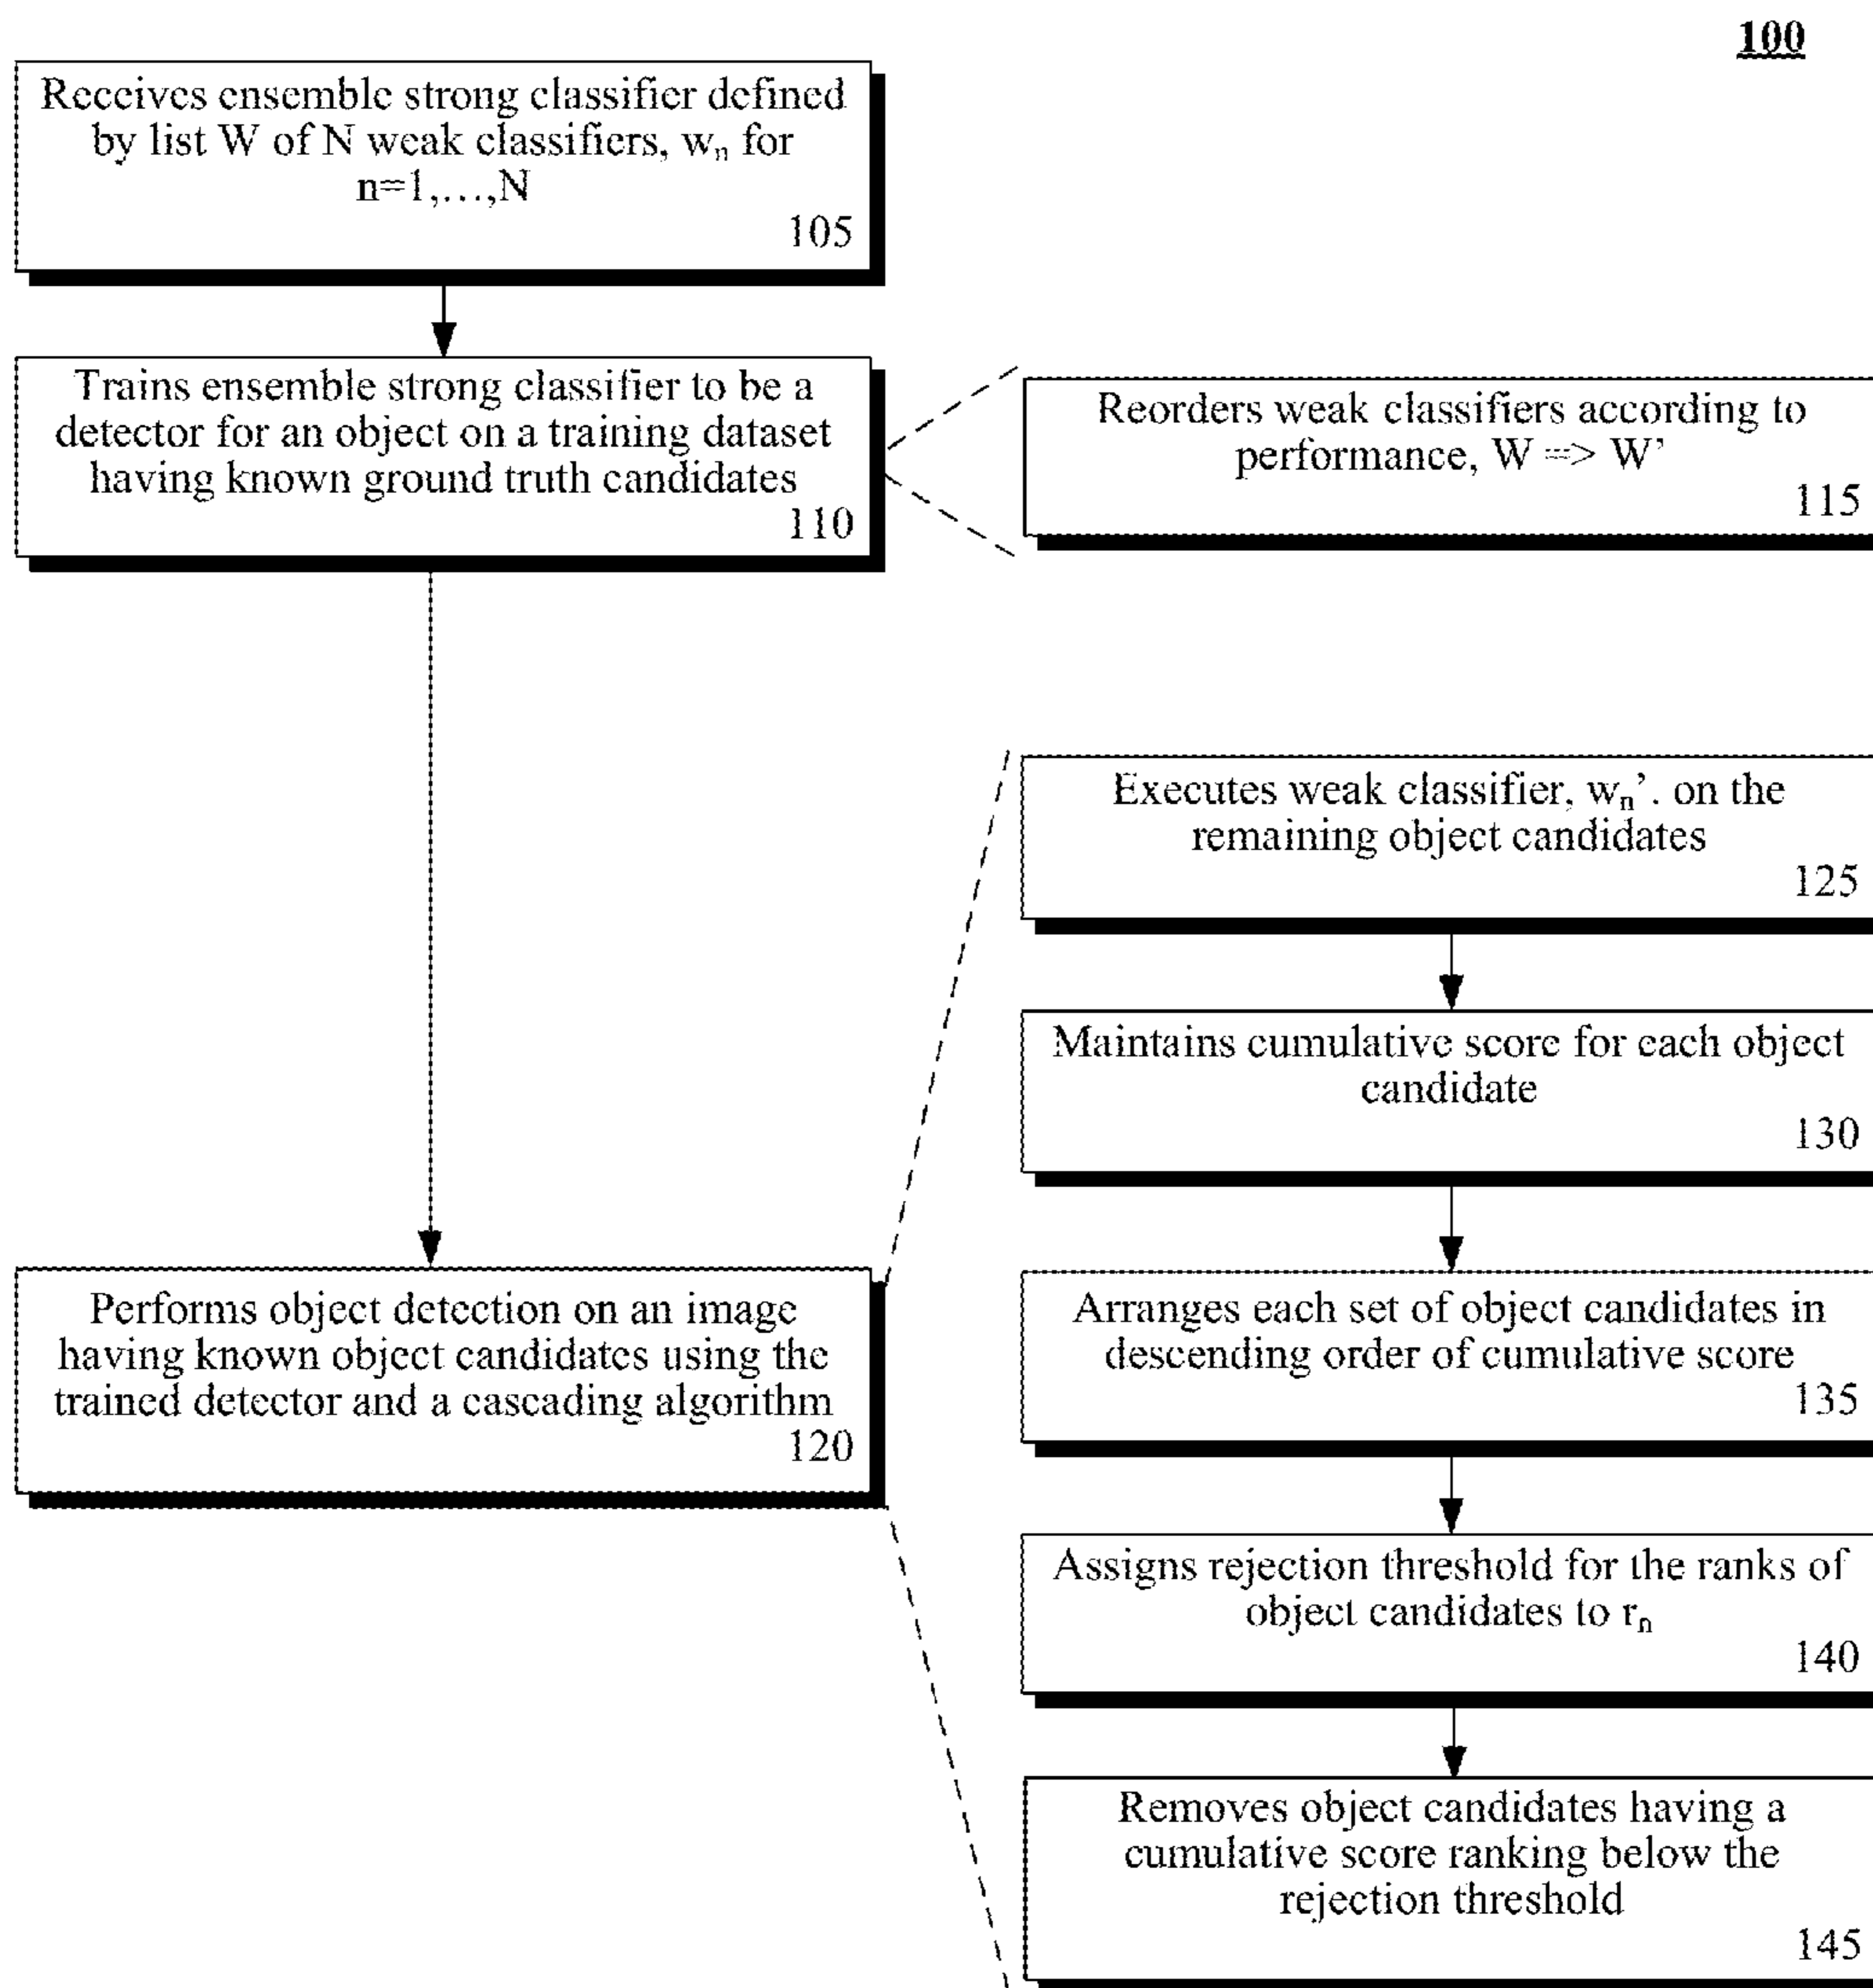 100
Receives ensemble strong classifier defined
by list W of N weak classifiers, wₙ for
n=1,…,N
105
Trains ensemble strong classifier to be a
detector for an object on a training dataset
having known ground truth candidates
110
Reorders weak classifiers according to
performance, W => W’
115
Performs object detection on an image
having known object candidates using the
trained detector and a cascading algorithm
120
Executes weak classifier, wₙ’. on the
remaining object candidates
125
Maintains cumulative score for each object
candidate
130
Arranges each set of object candidates in
descending order of cumulative score
135
Assigns rejection threshold for the ranks of
object candidates to rₙ
140
Removes object candidates having a
cumulative score ranking below the
rejection threshold
145